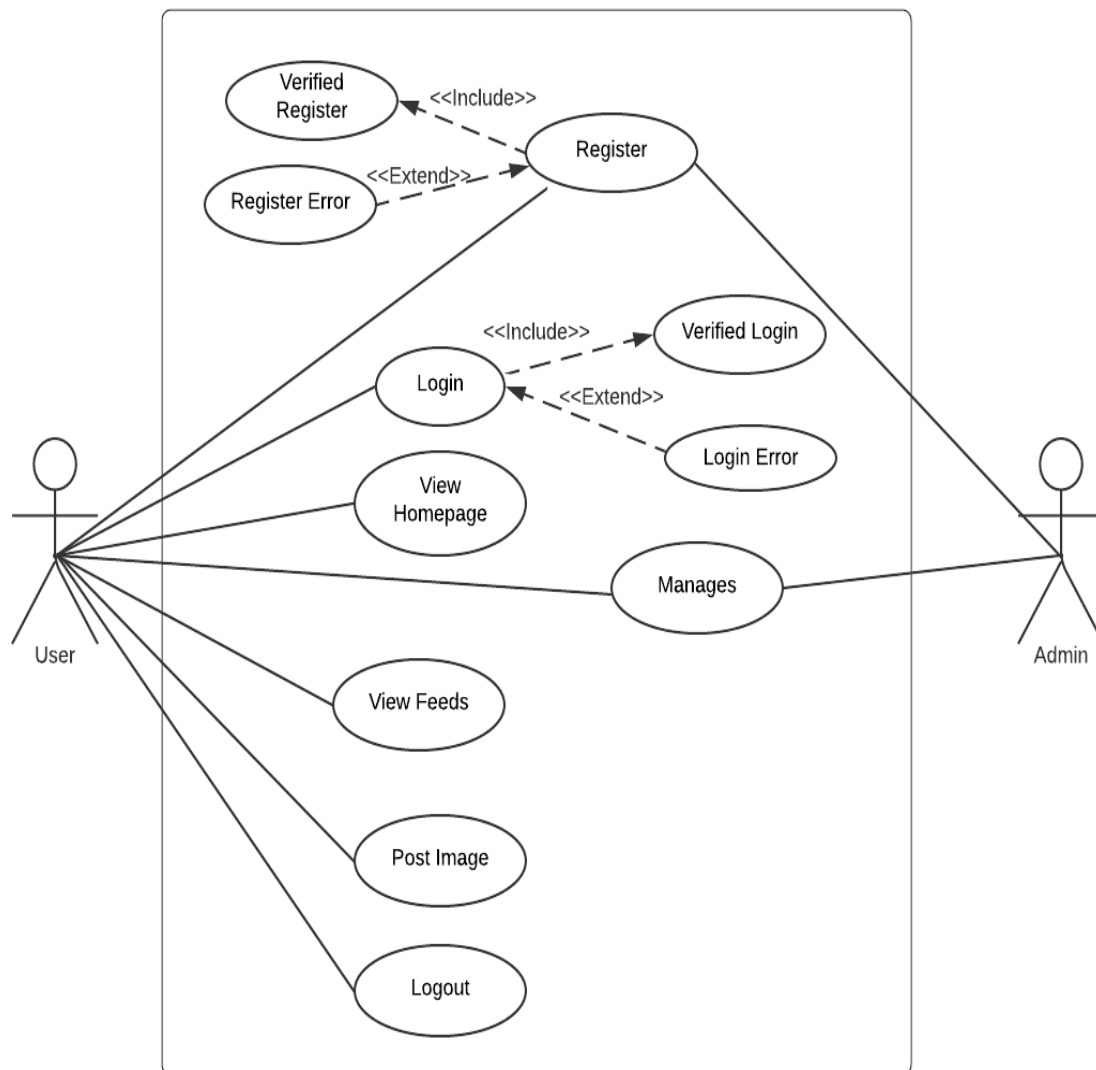 Verified
Register
<<Include>>
Register
<<Extend>>
Register Error
<<Include>>
Verified Login
Login
<<Extend>>
Login Error
View
Homepage
Manages
User
Admin
View Feeds
Post Image
Logout